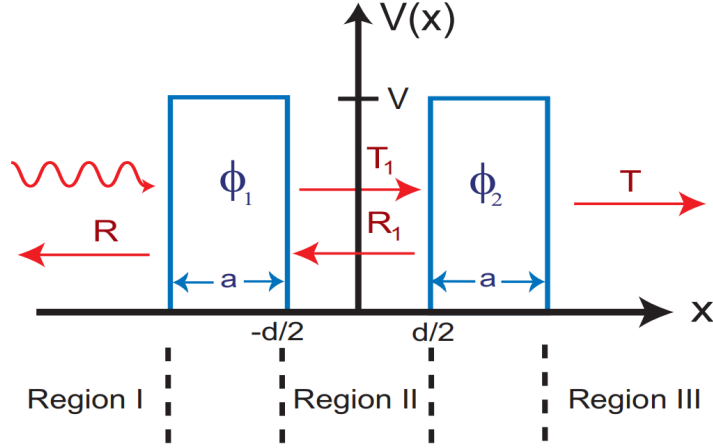 V(x)
V
ϕ₁
T₁
ϕ₂
T
R
R₁
a
a
x
-d/2
d/2
Region I
Region II
Region III